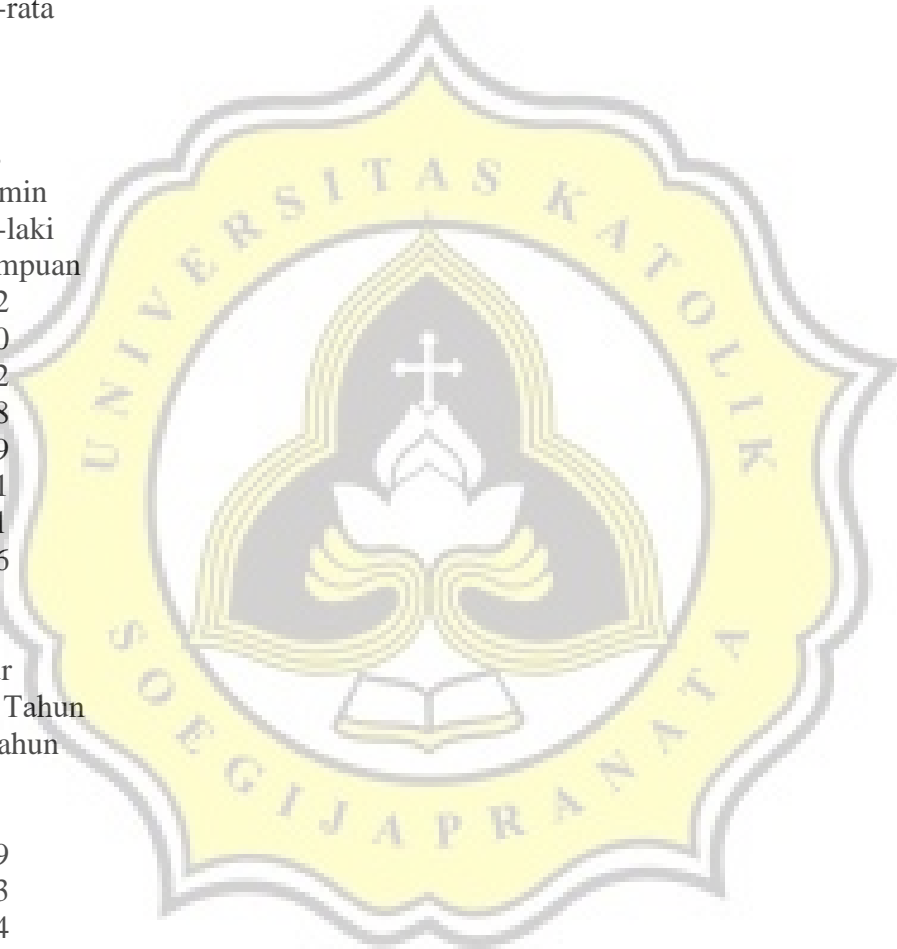 -rata
min
-laki
mpuan
2
0
2
8
9
1
1
6
r
Tahun
ahun
9
3
4
UNIVERSITAS KATOLIK
SOEGIJAPRANATA